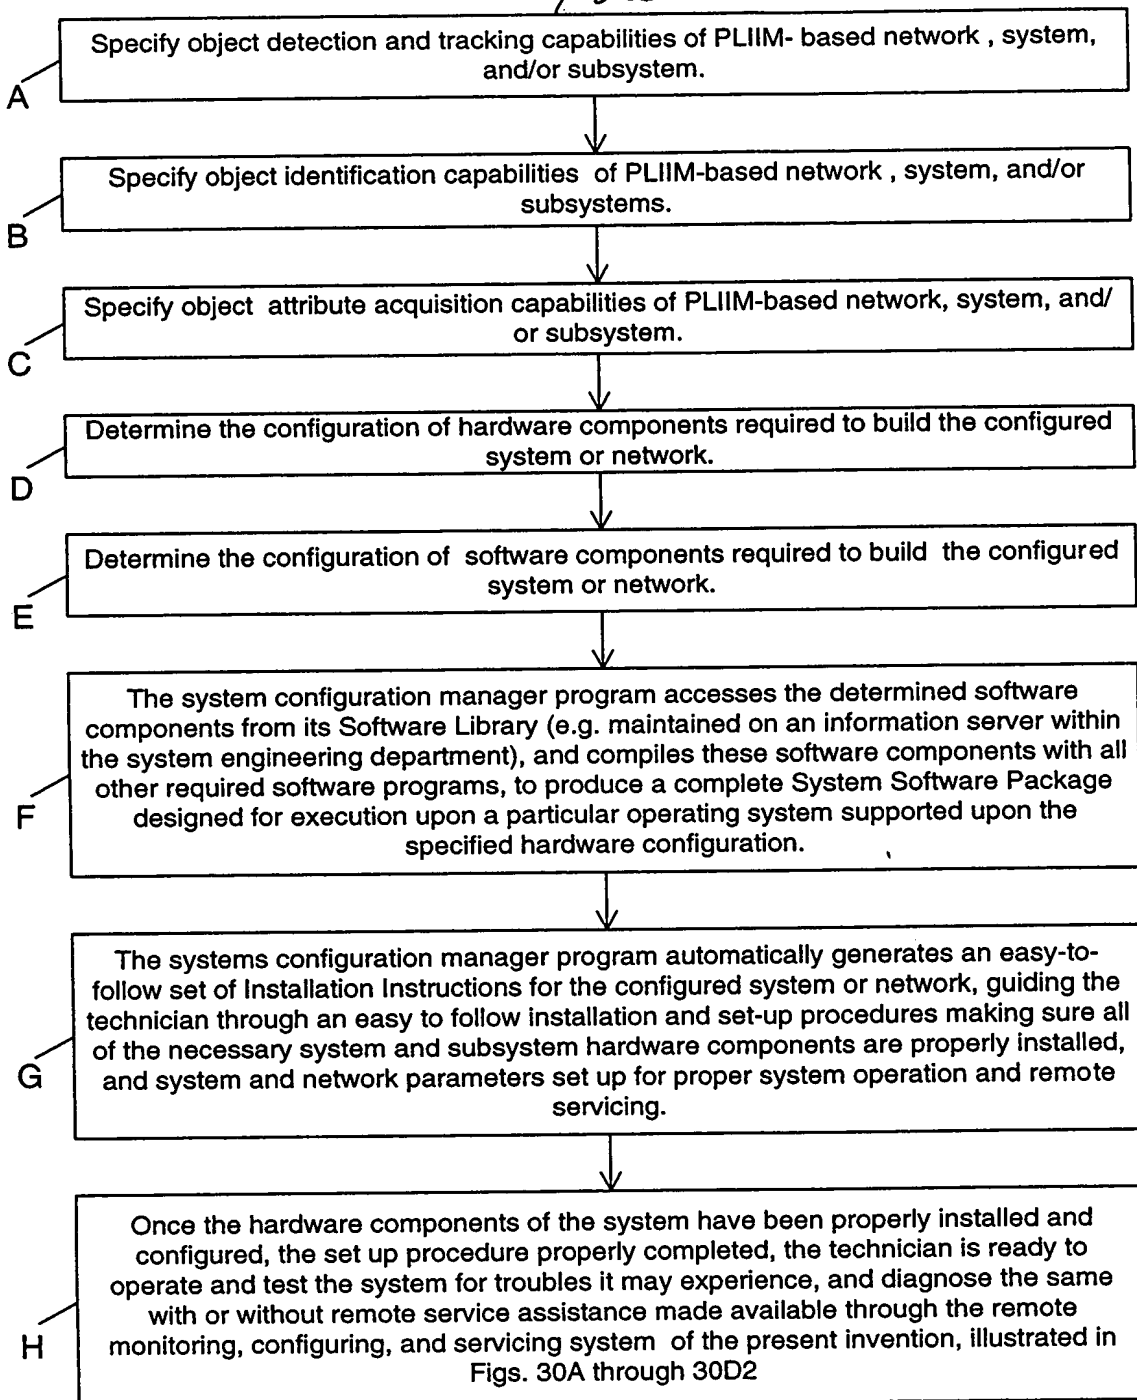 Specify object detection and tracking capabilities of PLIIM- based network , system,
and/or subsystem.
A
Specify object identification capabilities of PLIIM-based network , system, and/or
subsystems.
B
Specify object attribute acquisition capabilities of PLIIM-based network, system, and/
or subsystem.
C
Determine the configuration of hardware components required to build the configured
system or network.
D
Determine the configuration of software components required to build the configured
system or network.
E
The system configuration manager program accesses the determined software
components from its Software Library (e.g. maintained on an information server within
the system engineering department), and compiles these software components with all
other required software programs, to produce a complete System Software Package
designed for execution upon a particular operating system supported upon the
specified hardware configuration.
F
The systems configuration manager program automatically generates an easy-to-
follow set of Installation Instructions for the configured system or network, guiding the
technician through an easy to follow installation and set-up procedures making sure all
of the necessary system and subsystem hardware components are properly installed,
and system and network parameters set up for proper system operation and remote
servicing.
G
Once the hardware components of the system have been properly installed and
configured, the set up procedure properly completed, the technician is ready to
operate and test the system for troubles it may experience, and diagnose the same
with or without remote service assistance made available through the remote
monitoring, configuring, and servicing system of the present invention, illustrated in
Figs. 30A through 30D2
H